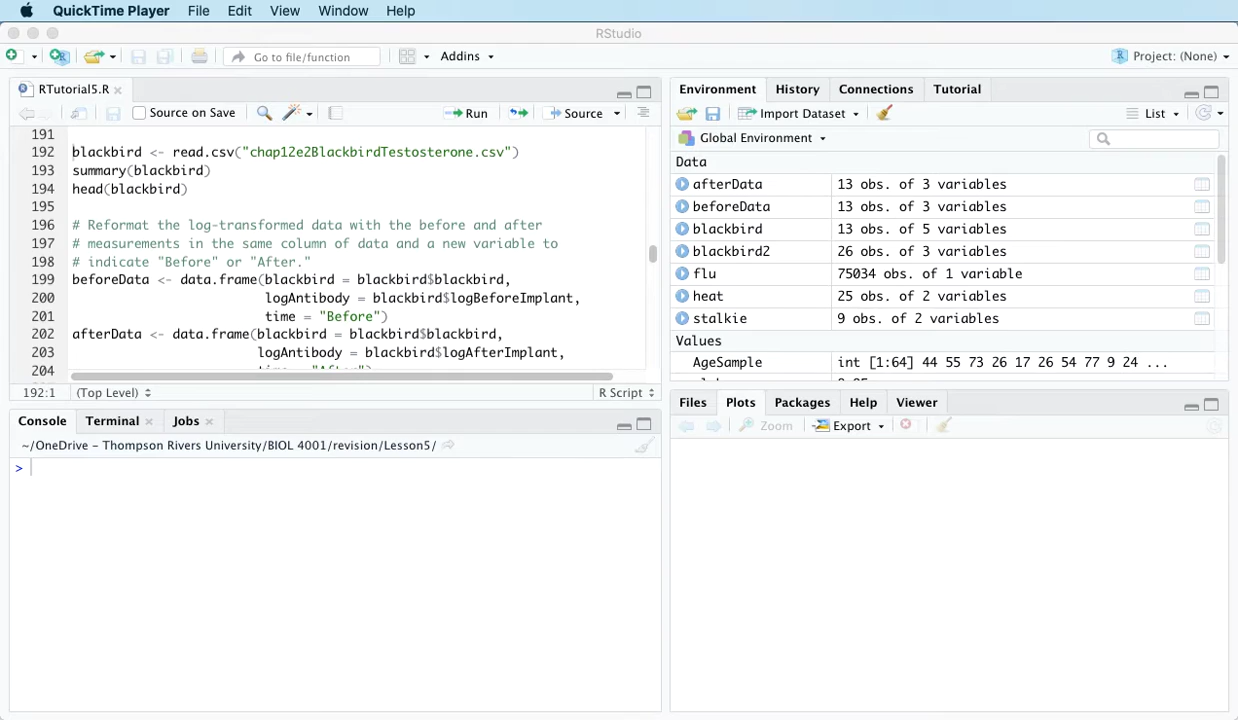 QuickTime Player File Edit View Window Help
RStudio
Go to file/function Addins Project: (None)
RTutorial5.R
Source on Save Run Source
191
192 blackbird <- read.csv("chap12e2BlackbirdTestosterone.csv")
193 summary(blackbird)
194 head(blackbird)
195
196 # Reformat the log-transformed data with the before and after
197 # measurements in the same column of data and a new variable to
198 # indicate "Before" or "After."
199 beforeData <- data.frame(blackbird = blackbird$blackbird,
200 logAntibody = blackbird$logBeforeImplant,
201 time = "Before")
202 afterData <- data.frame(blackbird = blackbird$blackbird,
203 logAntibody = blackbird$logAfterImplant,
204 time = "After")
192:1 (Top Level) R Script
Console Terminal Jobs
~/OneDrive – Thompson Rivers University/BIOL 4001/revision/Lesson5/
>
Environment History Connections Tutorial
Import Dataset List
Global Environment
Data
afterData 13 obs. of 3 variables
beforeData 13 obs. of 3 variables
blackbird 13 obs. of 5 variables
blackbird2 26 obs. of 3 variables
flu 75034 obs. of 1 variable
heat 25 obs. of 2 variables
stalkie 9 obs. of 2 variables
Values
AgeSample int [1:64] 44 55 73 26 17 26 54 77 9 24 ...
Files Plots Packages Help Viewer
Zoom Export